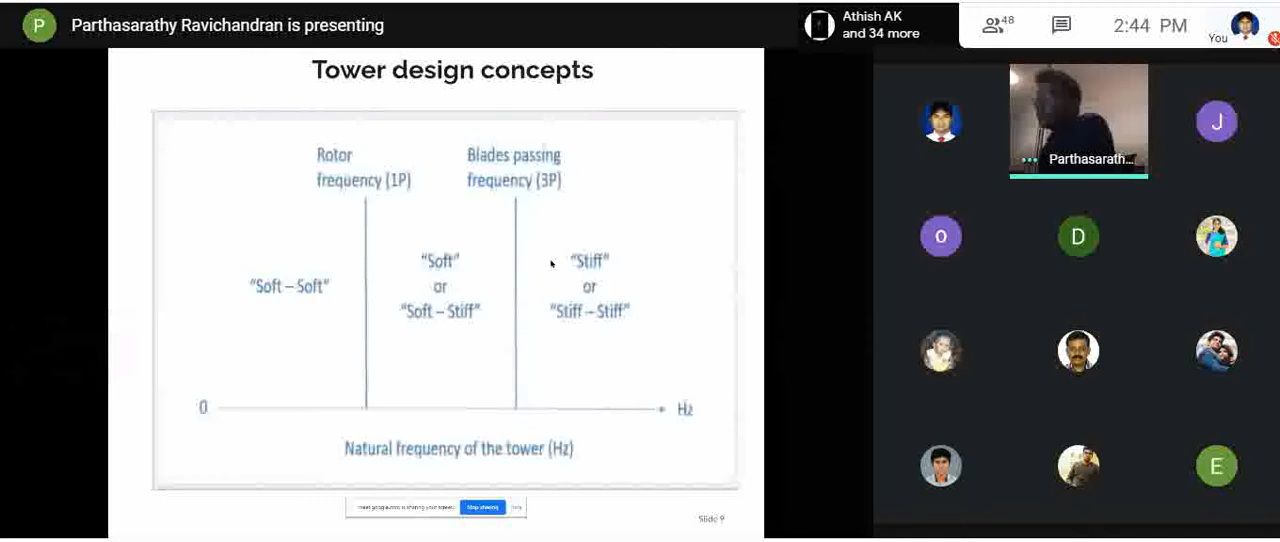 P
Parthasarathy Ravichandran is presenting
Athish AK
and 34 more
48
2:44 PM
You
Tower design concepts
Rotor
frequency (1P)
Blades passing
frequency (3P)
"Soft – Soft"
"Soft"
or
"Soft – Stiff"
"Stiff"
or
"Stiff – Stiff"
0
Hz
Natural frequency of the tower (Hz)
Stop sharing
Slide 9
Parthasarath...
J
O
D
E